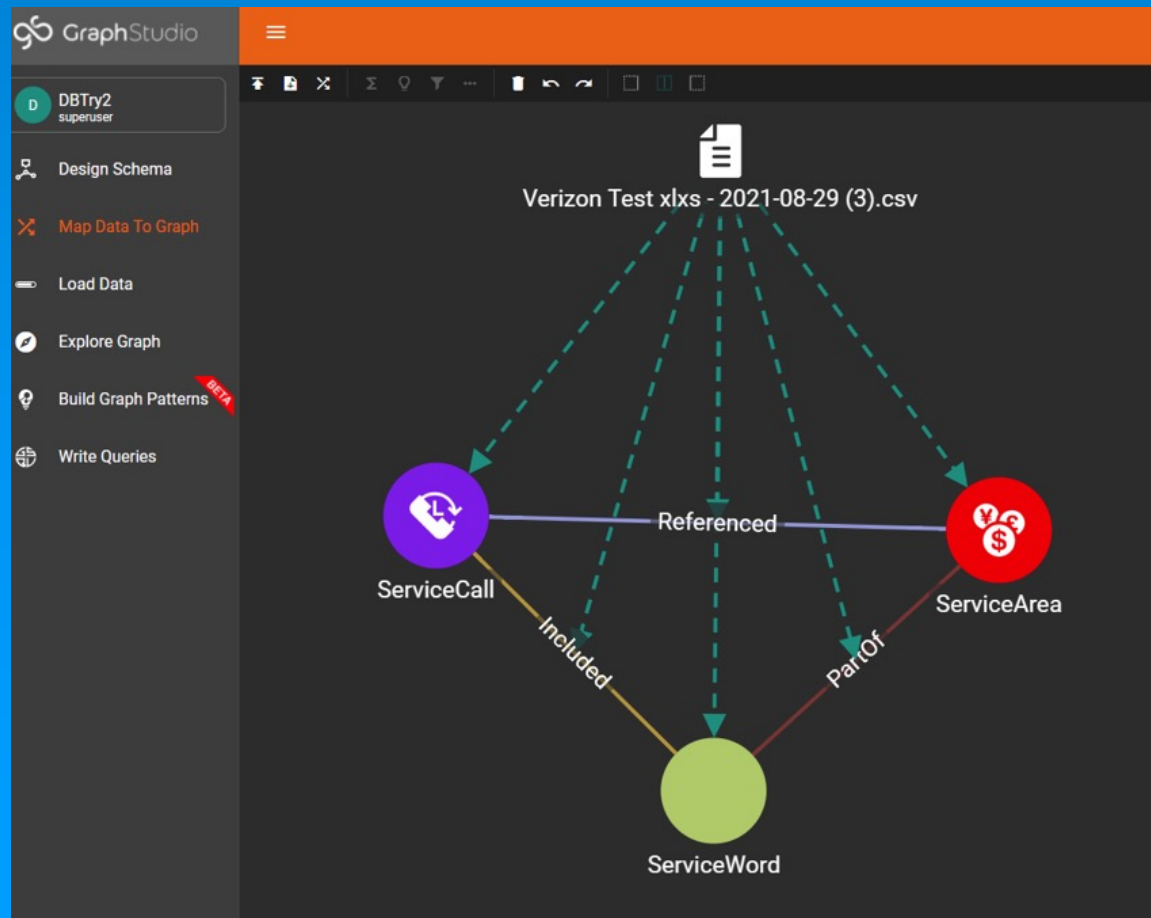 GraphStudio
D
DBTry2
superuser
Design Schema
Map Data To Graph
Load Data
Explore Graph
Build Graph Patterns
BETA
Write Queries
Verizon Test xlxs - 2021-08-29 (3).csv
Referenced
ServiceCall
ServiceArea
Included
PartOf
ServiceWord